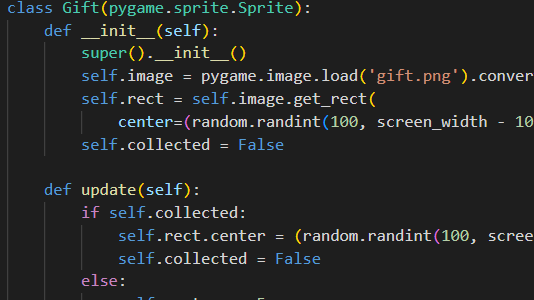 class Gift(pygame.sprite.Sprite):
    def __init__(self):
        super().__init__()
        self.image = pygame.image.load('gift.png').conver
        self.rect = self.image.get_rect(
            center=(random.randint(100, screen_width - 10
        self.collected = False

    def update(self):
        if self.collected:
            self.rect.center = (random.randint(100, scree
            self.collected = False
        else: